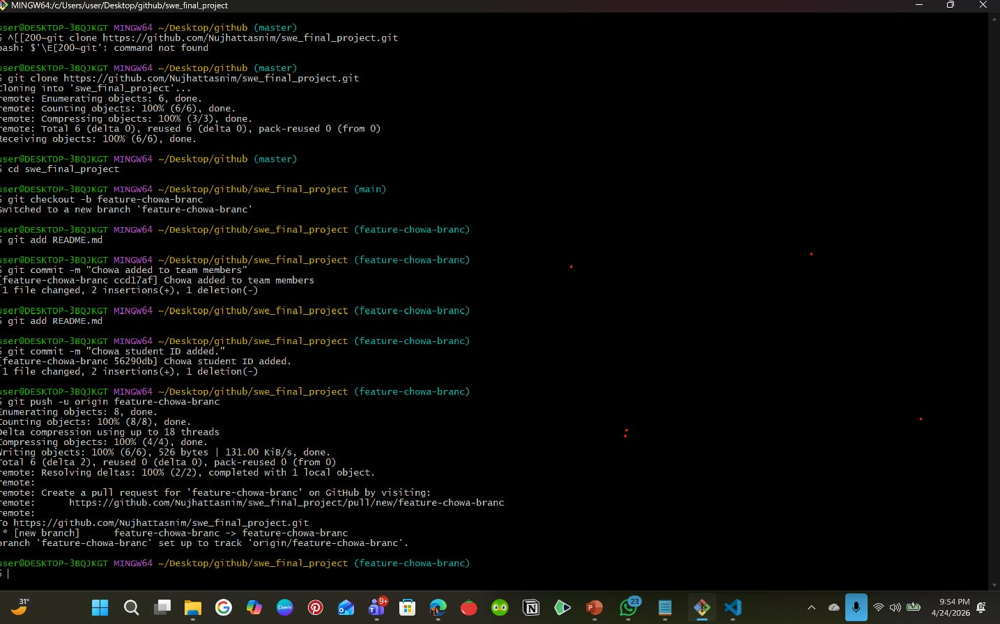 MINGW64:/c/Users/user/Desktop/github/swe_final_project
user@DESKTOP-3BQJKGT MINGW64 ~/Desktop/github (master)
$ ^[[200~git clone https://github.com/Nujhattasnim/swe_final_project.git
bash: $'\E[200~git': command not found
user@DESKTOP-3BQJKGT MINGW64 ~/Desktop/github (master)
$ git clone https://github.com/Nujhattasnim/swe_final_project.git
Cloning into 'swe_final_project'...
remote: Enumerating objects: 6, done.
remote: Counting objects: 100% (6/6), done.
remote: Compressing objects: 100% (3/3), done.
remote: Total 6 (delta 0), reused 6 (delta 0), pack-reused 0 (from 0)
Receiving objects: 100% (6/6), done.
user@DESKTOP-3BQJKGT MINGW64 ~/Desktop/github (master)
$ cd swe_final_project
user@DESKTOP-3BQJKGT MINGW64 ~/Desktop/github/swe_final_project (main)
$ git checkout -b feature-chowa-branc
Switched to a new branch 'feature-chowa-branc'
user@DESKTOP-3BQJKGT MINGW64 ~/Desktop/github/swe_final_project (feature-chowa-branc)
$ git add README.md
user@DESKTOP-3BQJKGT MINGW64 ~/Desktop/github/swe_final_project (feature-chowa-branc)
$ git commit -m "Chowa added to team members"
[feature-chowa-branc ccd17af] Chowa added to team members
1 file changed, 2 insertions(+), 1 deletion(-)
user@DESKTOP-3BQJKGT MINGW64 ~/Desktop/github/swe_final_project (feature-chowa-branc)
$ git add README.md
user@DESKTOP-3BQJKGT MINGW64 ~/Desktop/github/swe_final_project (feature-chowa-branc)
$ git commit -m "Chowa student ID added."
[feature-chowa-branc 56290db] Chowa student ID added.
1 file changed, 2 insertions(+), 1 deletion(-)
user@DESKTOP-3BQJKGT MINGW64 ~/Desktop/github/swe_final_project (feature-chowa-branc)
$ git push -u origin feature-chowa-branc
Enumerating objects: 8, done.
Counting objects: 100% (8/8), done.
Delta compression using up to 18 threads
Compressing objects: 100% (4/4), done.
Writing objects: 100% (6/6), 526 bytes | 131.00 KiB/s, done.
Total 6 (delta 2), reused 0 (delta 0), pack-reused 0 (from 0)
remote: Resolving deltas: 100% (2/2), completed with 1 local object.
remote:
remote: Create a pull request for 'feature-chowa-branc' on GitHub by visiting:
remote:      https://github.com/Nujhattasnim/swe_final_project/pull/new/feature-chowa-branc
remote:
To https://github.com/Nujhattasnim/swe_final_project.git
* [new branch]      feature-chowa-branc -> feature-chowa-branc
branch 'feature-chowa-branc' set up to track 'origin/feature-chowa-branc'.
user@DESKTOP-3BQJKGT MINGW64 ~/Desktop/github/swe_final_project (feature-chowa-branc)
$
31°
Canva
9+
23
9:54 PM
4/24/2026